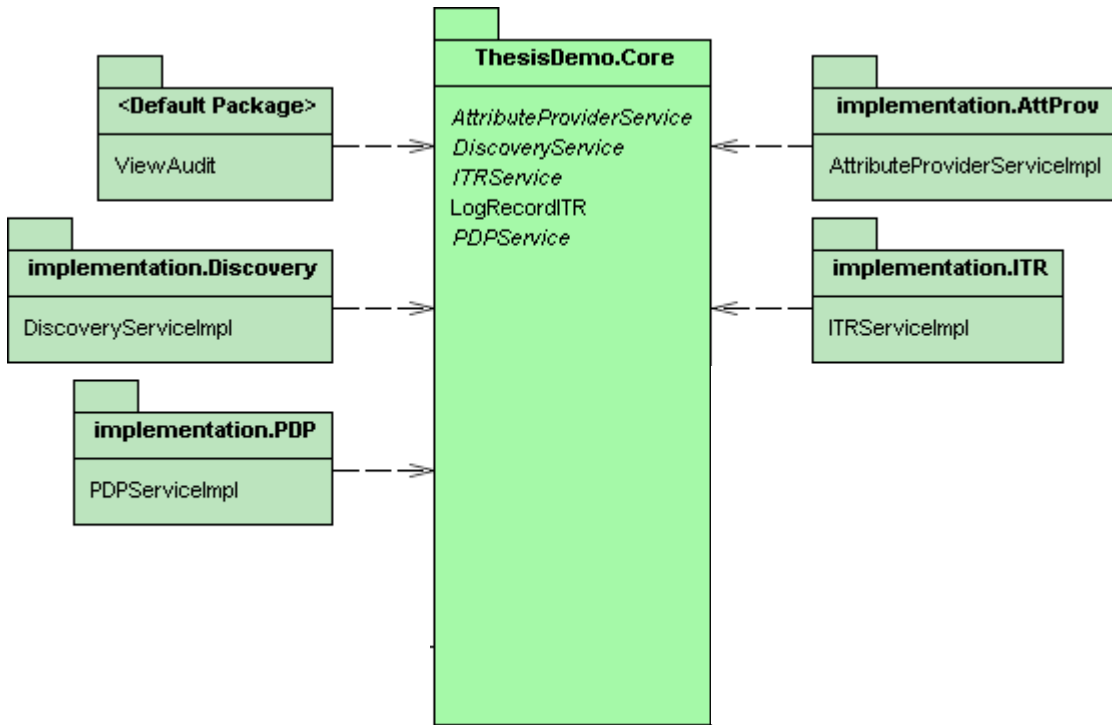 ThesisDemo.Core
AttributeProviderService
DiscoveryService
ITRService
LogRecordITR
PDPService
<Default Package>
ViewAudit
implementation.Discovery
DiscoveryServiceImpl
implementation.PDP
PDPServiceImpl
implementation.AttProv
AttributeProviderServiceImpl
implementation.ITR
ITRServiceImpl